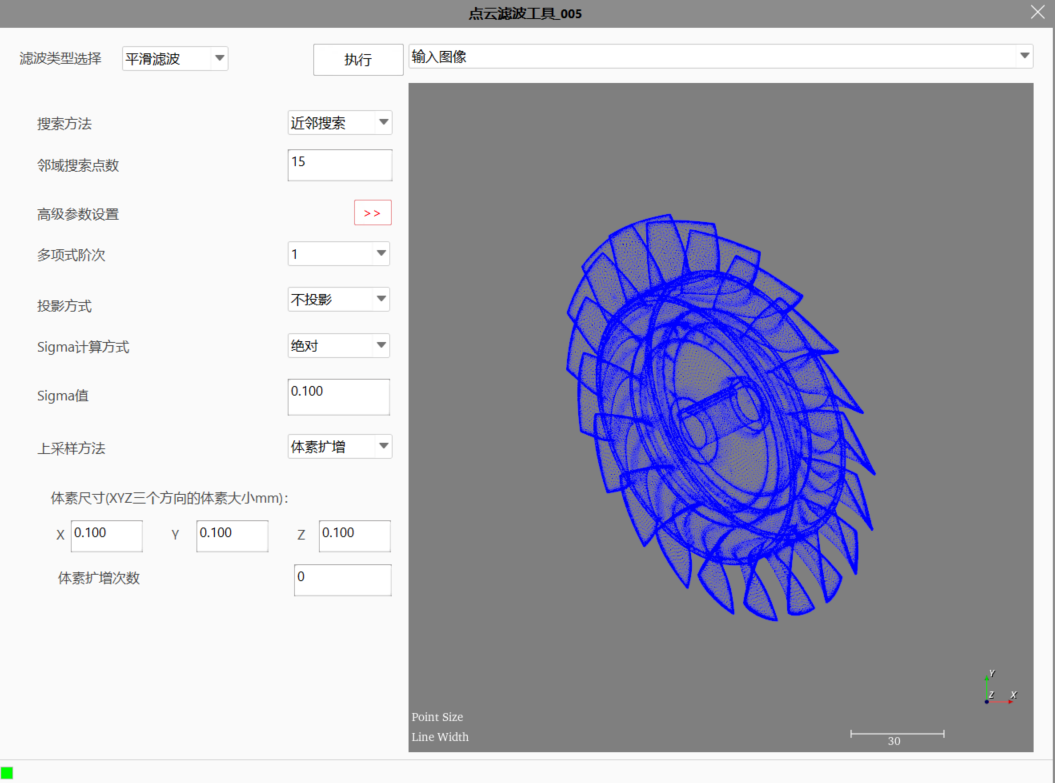 点云滤波工具_005
滤波类型选择 平滑滤波 执行 输入图像
搜索方法 近邻搜索
邻域搜索点数 15
高级参数设置 >>
多项式阶次 1
投影方式 不投影
Sigma计算方式 绝对
Sigma值 0.100
上采样方法 体素扩增
体素尺寸(XYZ三个方向的体素大小mm):
X 0.100 Y 0.100 Z 0.100
体素扩增次数 0
Y
Z X
Point Size
Line Width
30